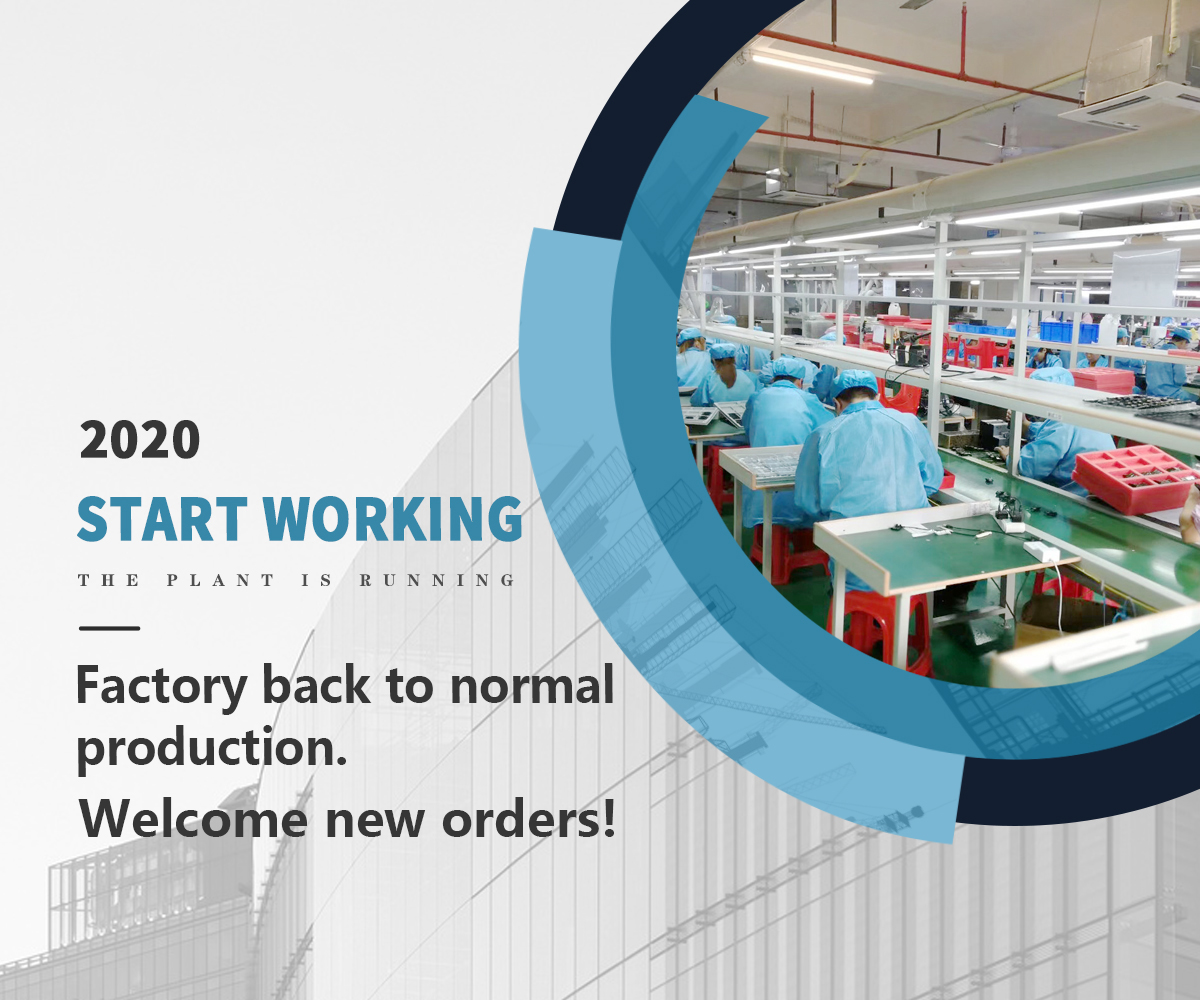 2020
START WORKING
THE PLANT IS RUNNING
Factory back to normal
production.
Welcome new orders!